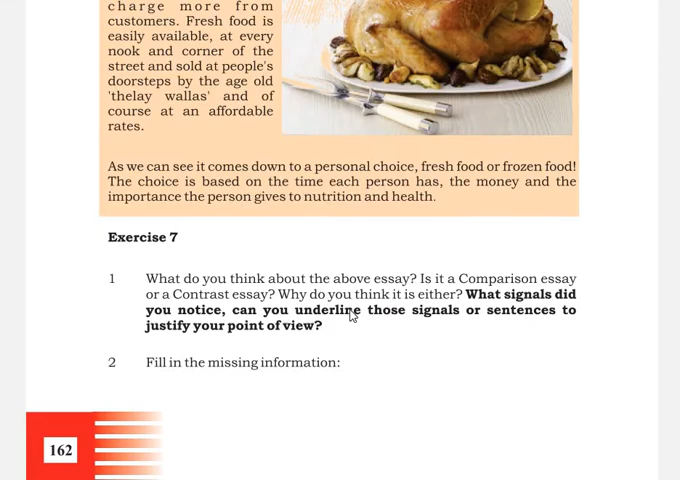 charge more from
customers. Fresh food is
easily available, at every
nook and corner of the
street and sold at people's
doorsteps by the age old
'thelay wallas' and of
course at an affordable
rates.
As we can see it comes down to a personal choice, fresh food or frozen food!
The choice is based on the time each person has, the money and the
importance the person gives to nutrition and health.
Exercise 7
1 What do you think about the above essay? Is it a Comparison essay
or a Contrast essay? Why do you think it is either? What signals did
you notice, can you underline those signals or sentences to
justify your point of view?
2 Fill in the missing information:
162